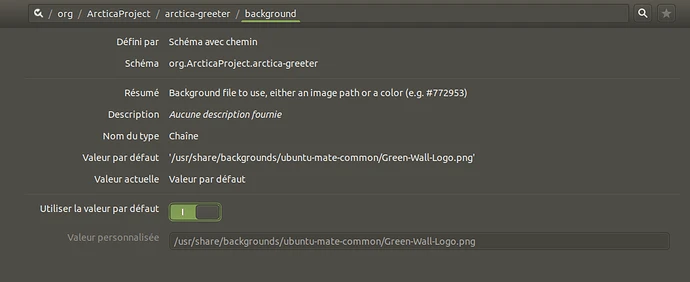 / org / ArcticaProject / arctica-greeter / background
Défini par Schéma avec chemin
Schéma org.ArcticaProject.arctica-greeter
Résumé Background file to use, either an image path or a color (e.g. #772953)
Description Aucune description fournie
Nom du type Chaîne
Valeur par défaut '/usr/share/backgrounds/ubuntu-mate-common/Green-Wall-Logo.png'
Valeur actuelle Valeur par défaut
Utiliser la valeur par défaut
Valeur personnalisée /usr/share/backgrounds/ubuntu-mate-common/Green-Wall-Logo.png